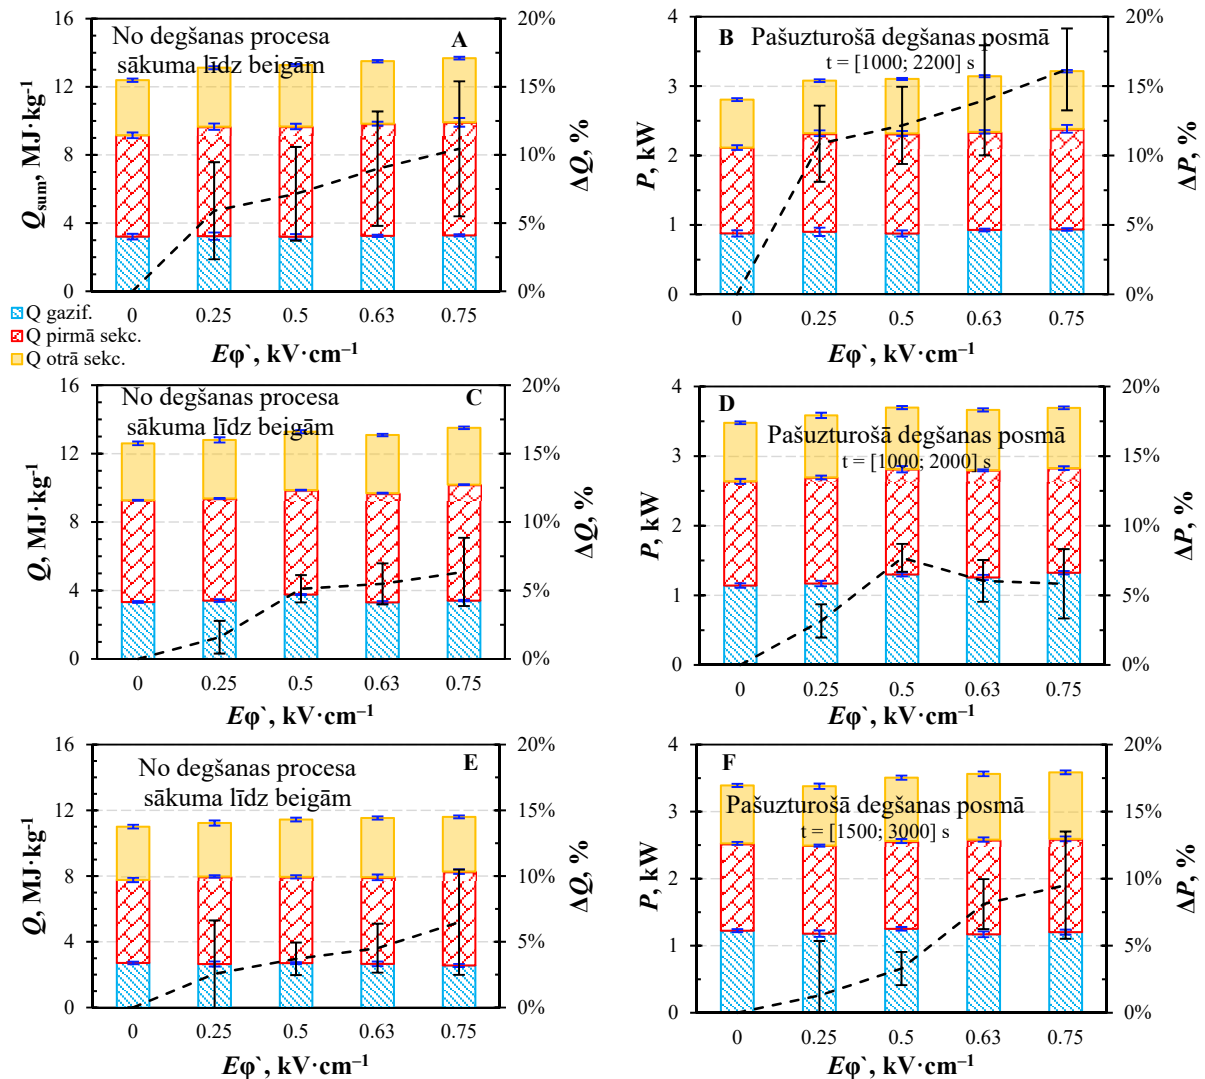 No degšanas procesa
sākuma līdz beigām
A
Q_sum, MJ·kg⁻¹
16
12
8
4
0
20%
15%
10%
5%
0%
ΔQ, %
0 0.25 0.5 0.63 0.75
Eφ`, kV·cm⁻¹
B
Pašuzturošā degšanas posmā
t = [1000; 2200] s
P, kW
4
3
2
1
0
20%
15%
10%
5%
0%
ΔP, %
0 0.25 0.5 0.63 0.75
Eφ`, kV·cm⁻¹
Q gazif.
Q pirmā sekc.
Q otrā sekc.
No degšanas procesa
sākuma līdz beigām
C
Q, MJ·kg⁻¹
16
12
8
4
0
20%
15%
10%
5%
0%
ΔQ, %
0 0.25 0.5 0.63 0.75
Eφ`, kV·cm⁻¹
D
Pašuzturošā degšanas posmā
t = [1000; 2000] s
P, kW
4
3
2
1
0
20%
15%
10%
5%
0%
ΔP, %
0 0.25 0.5 0.63 0.75
Eφ`, kV·cm⁻¹
No degšanas procesa
sākuma līdz beigām
E
Q, MJ·kg⁻¹
16
12
8
4
0
20%
15%
10%
5%
0%
ΔQ, %
0 0.25 0.5 0.63 0.75
Eφ`, kV·cm⁻¹
F
Pašuzturošā degšanas posmā
t = [1500; 3000] s
P, kW
4
3
2
1
0
20%
15%
10%
5%
0%
ΔP, %
0 0.25 0.5 0.63 0.75
Eφ`, kV·cm⁻¹